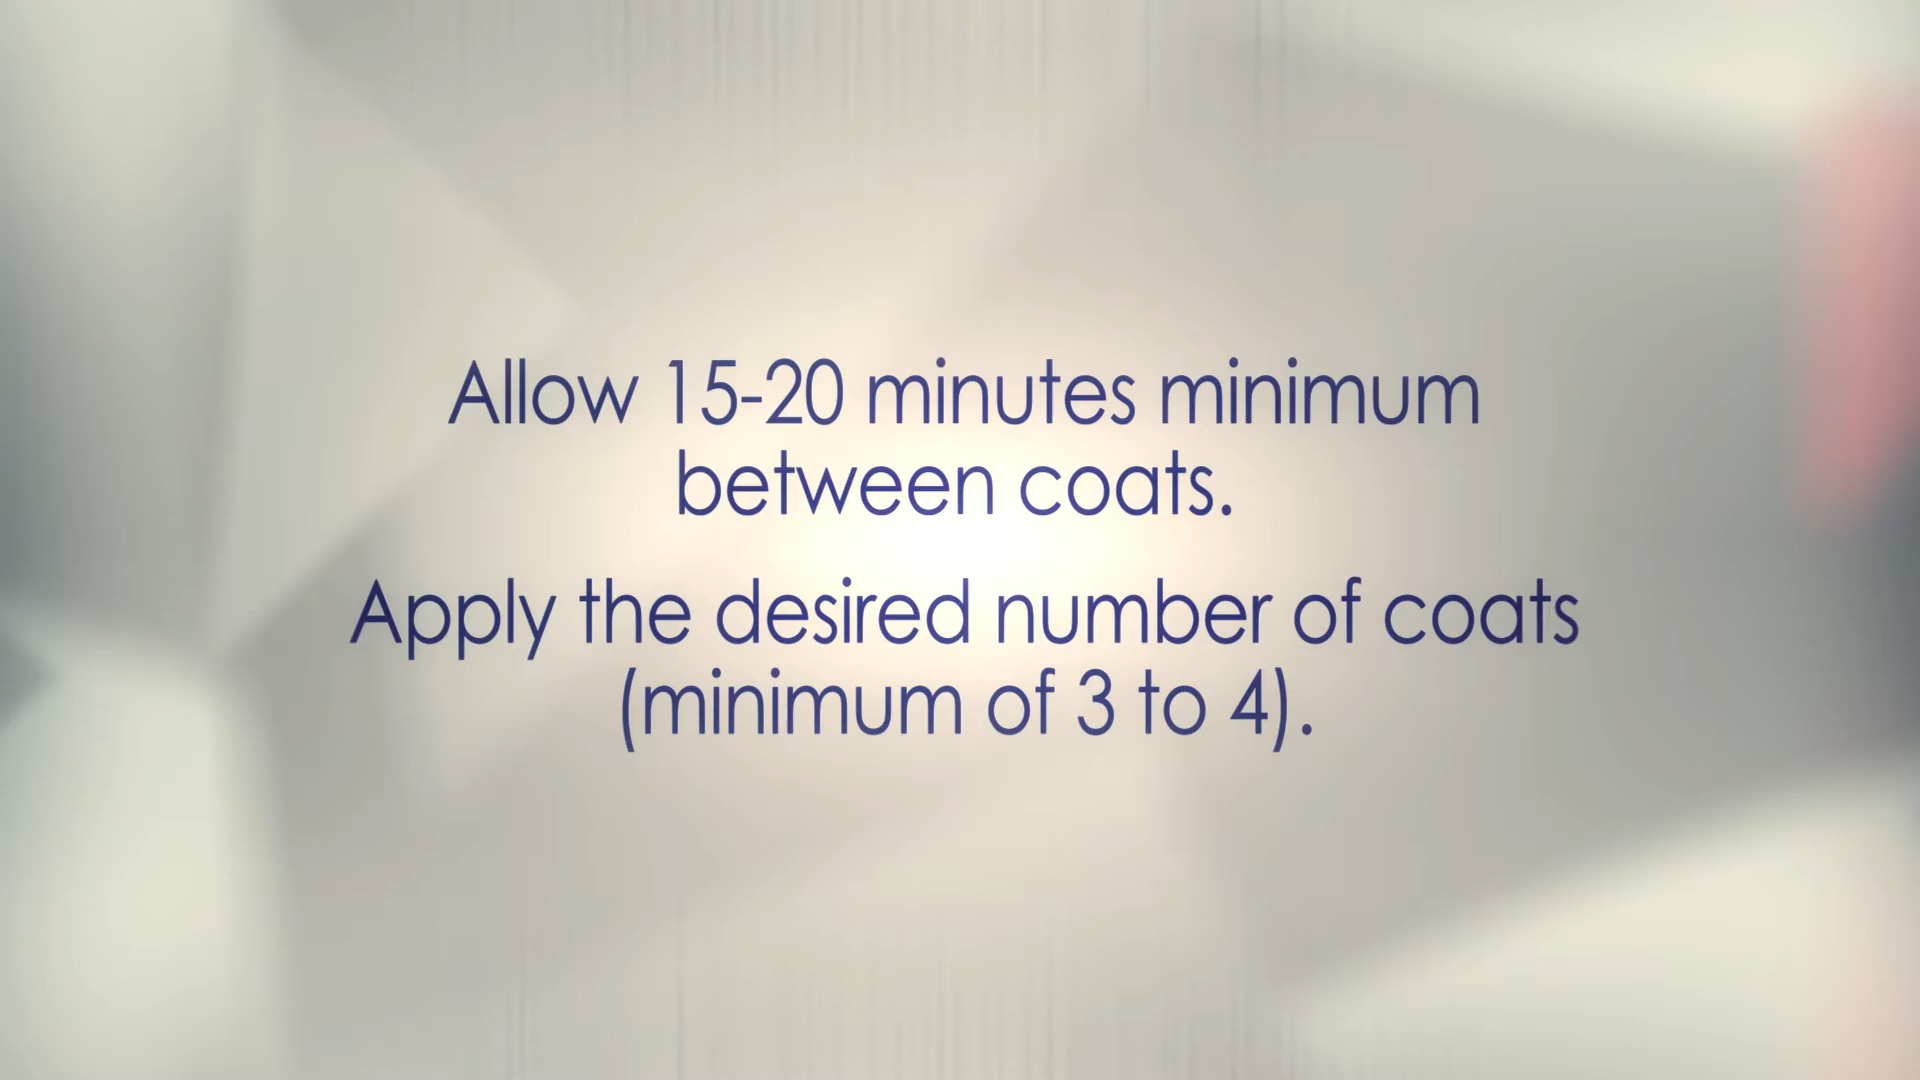 Allow 15-20 minutes minimum
between coats.
Apply the desired number of coats
(minimum of 3 to 4).